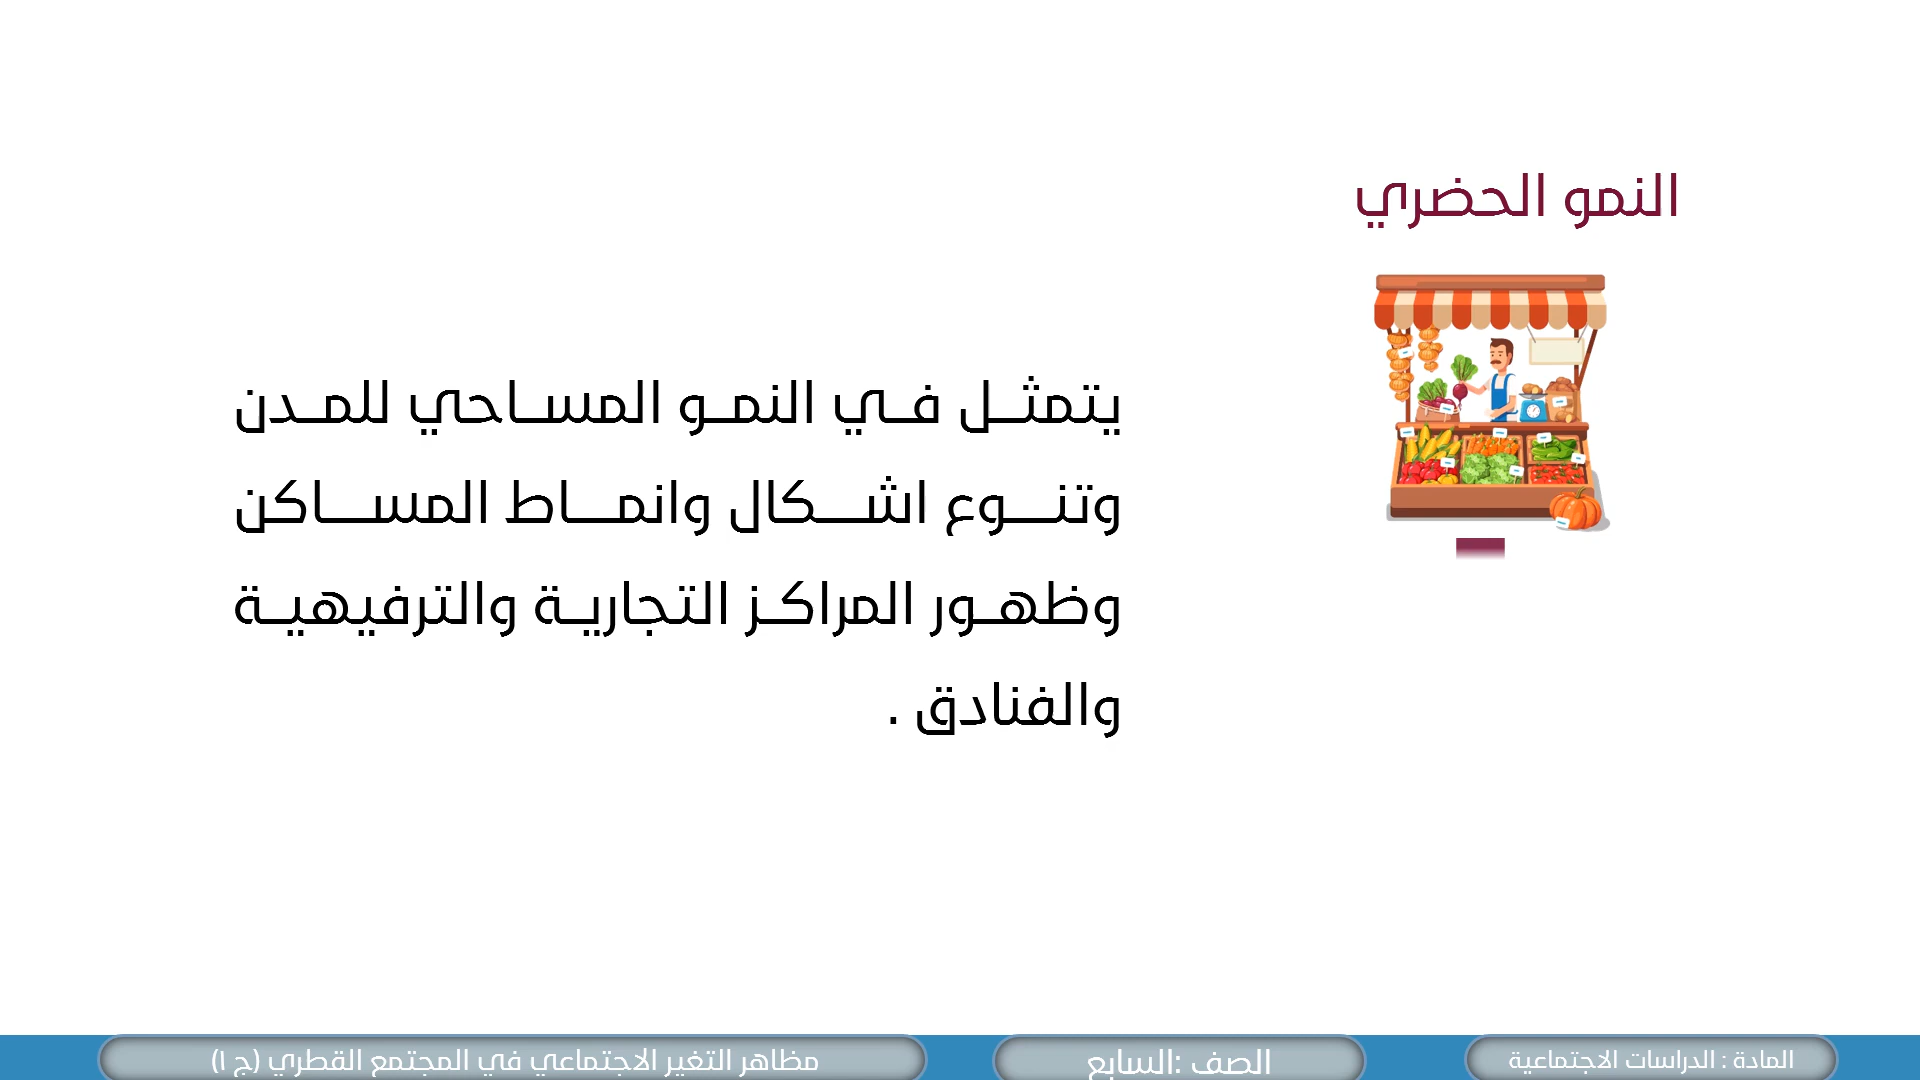 النمو الحضري
يتمثل في النمو المساحي للمدن
وتنوع اشكال وانماط المساكن
وظهور المراكز التجارية والترفيهية
والفنادق .
المادة : الدراسات الاجتماعية
الصف :السابع
مظاهر التغير الاجتماعي في المجتمع القطري (ج ١)